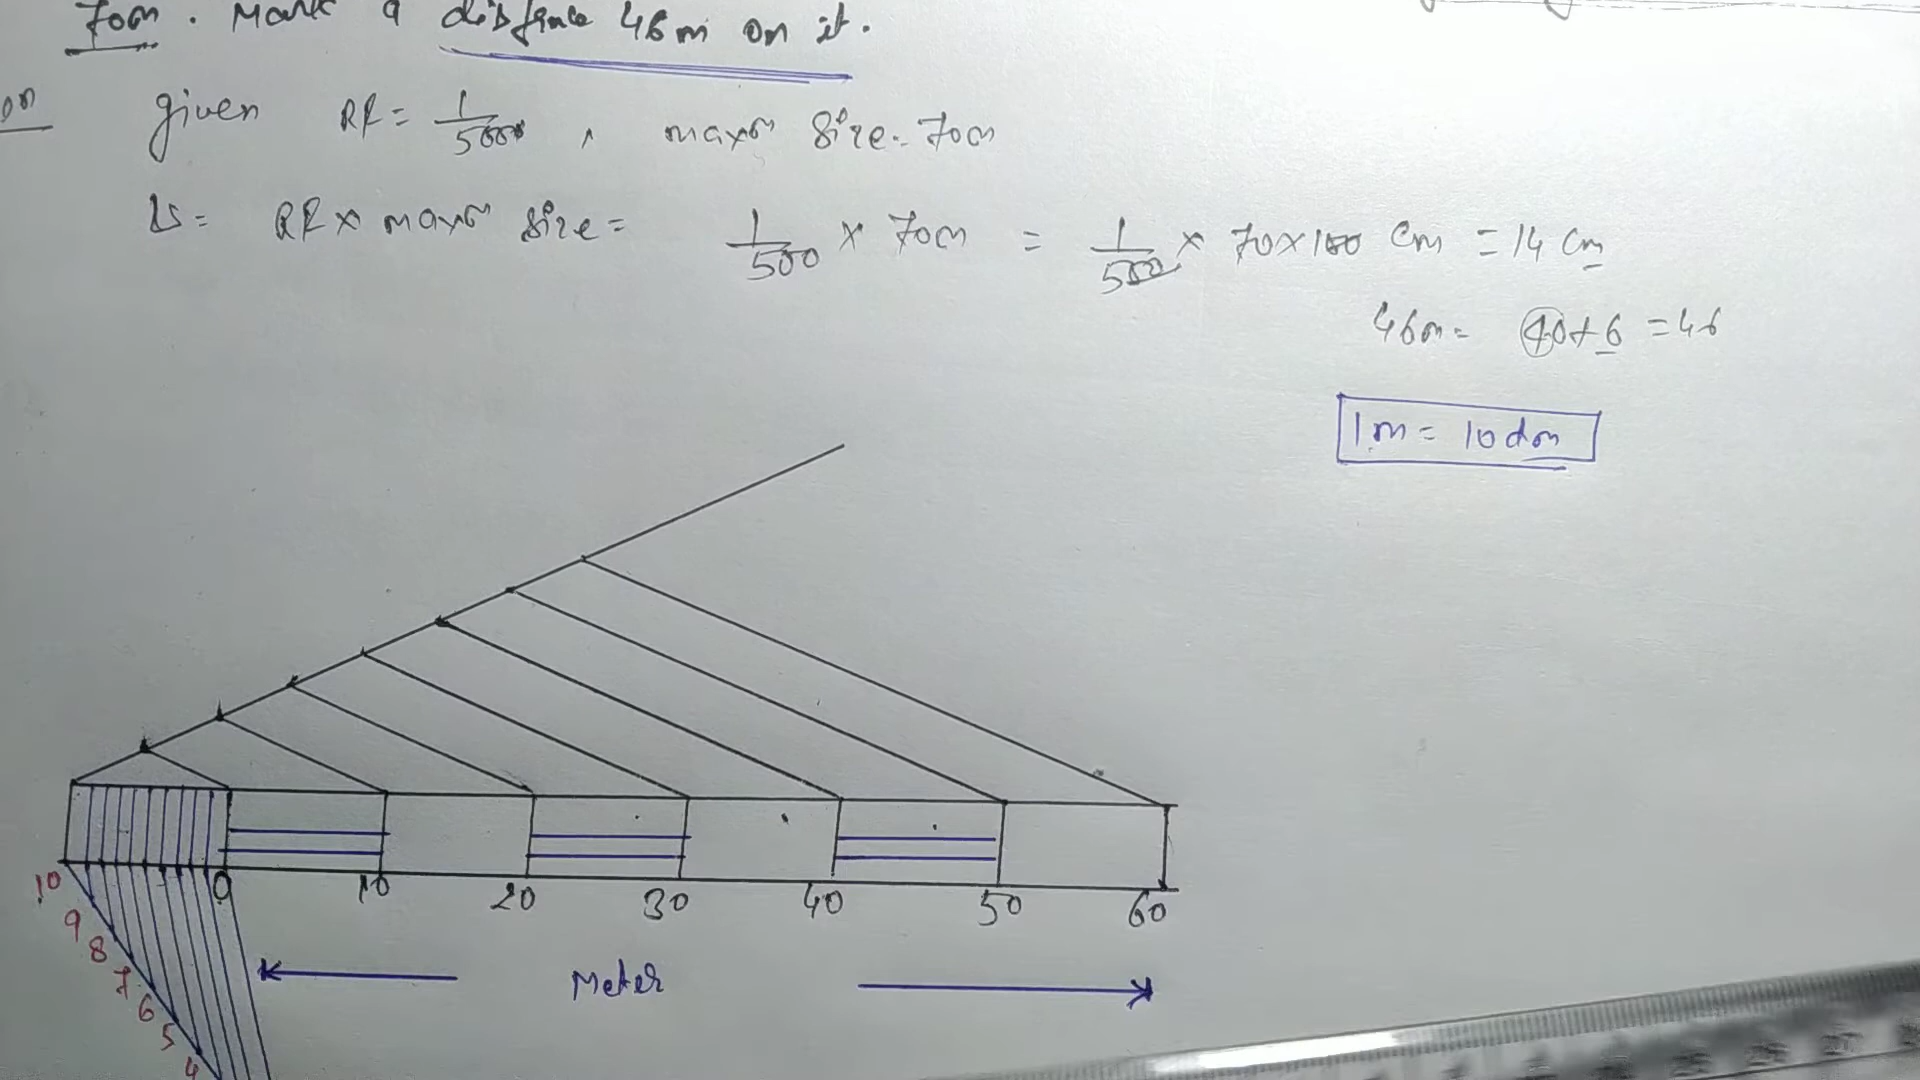 70m. Mark a distance 46m on it.
on given RF = 1/500, maxm size - 70m
LS = RF x maxm size = 1/500 x 70m = 1/500 x 70x100 cm = 14 cm
46m = 40+6 = 46
1m = 10dm
10 0 10 20 30 40 50 60
9
8
7
6
5
4
Meter